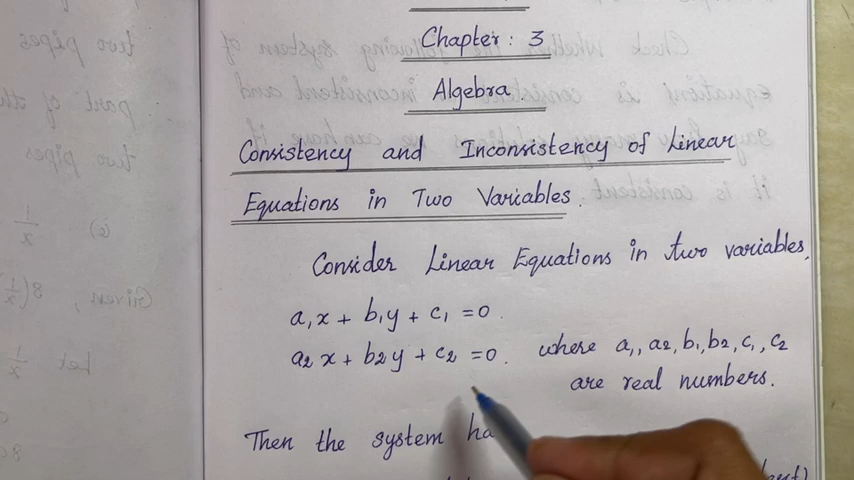 Chapter : 3
Algebra
Consistency and Inconsistency of Linear
Equations in Two Variables.
Consider Linear Equations in two variables,
a₁x + b₁y + c₁ = 0.
a₂x + b₂y + c₂ = 0. where a₁, a₂, b₁, b₂, c₁, c₂
are real numbers.
Then the system